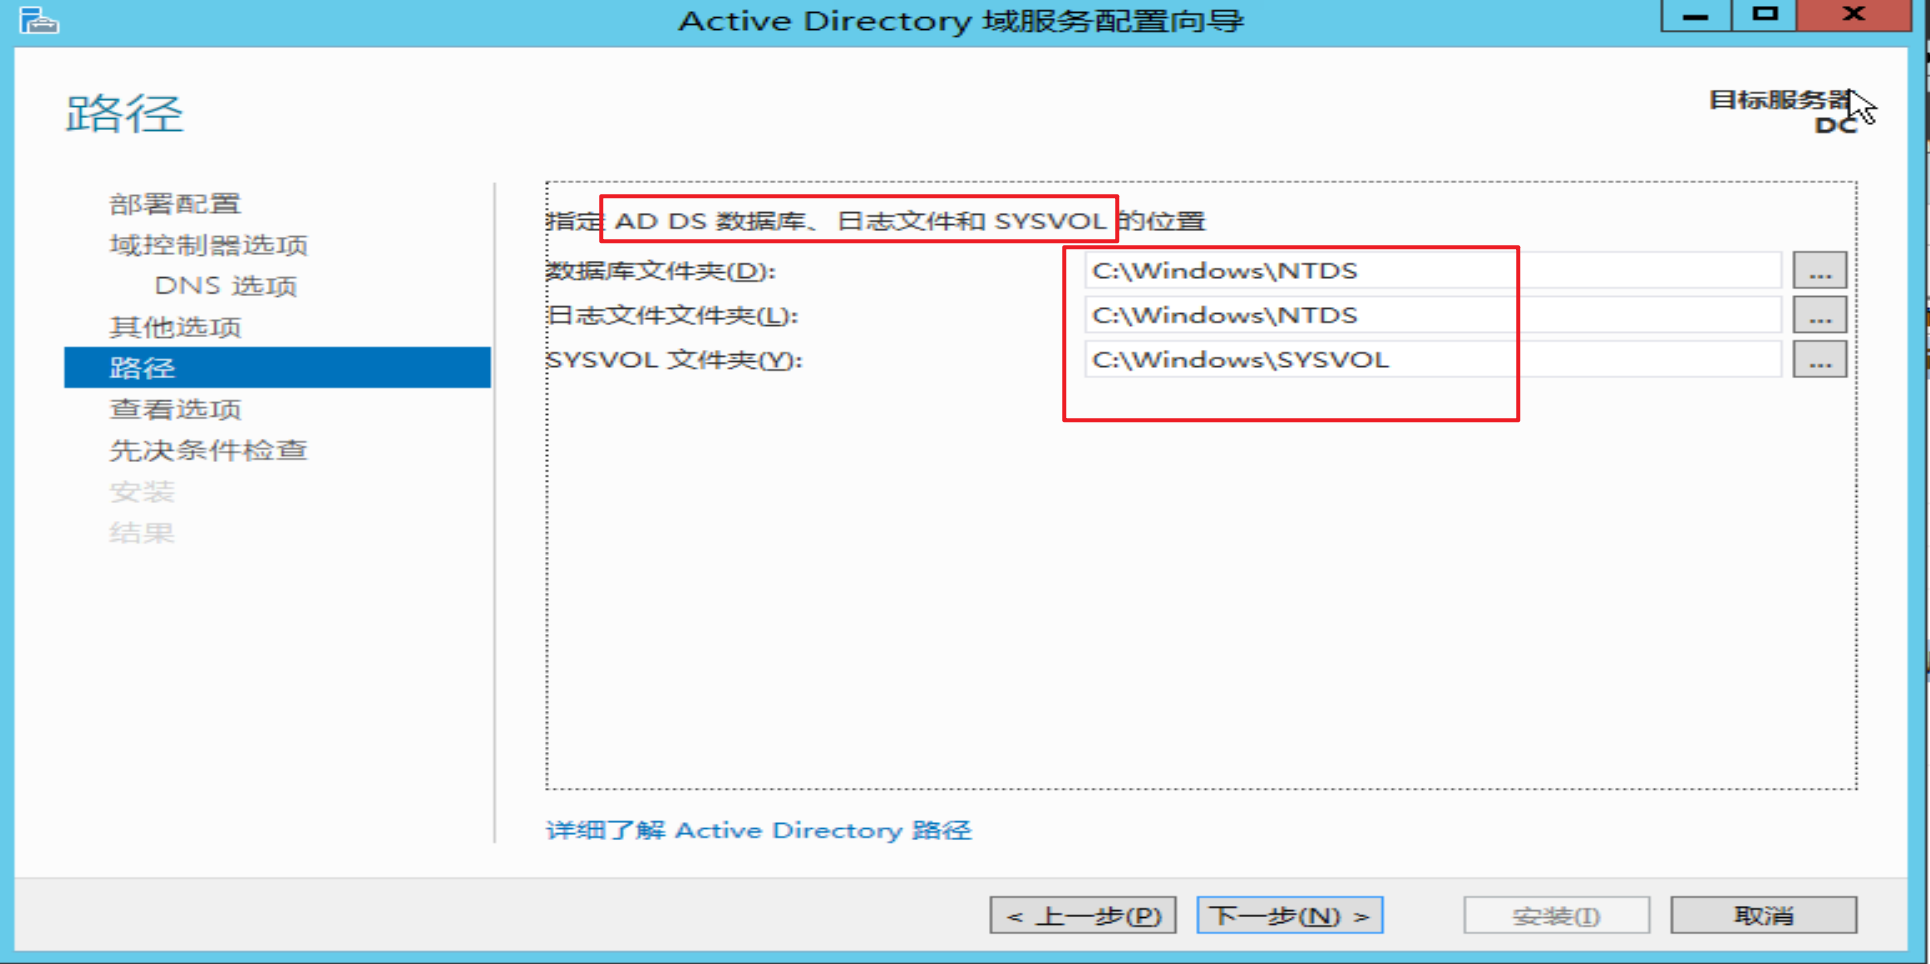 Active Directory 域服务配置向导
路径
目标服务器
DC
部署配置
域控制器选项
DNS 选项
其他选项
路径
查看选项
先决条件检查
安装
结果
指定 AD DS 数据库、日志文件和 SYSVOL 的位置
数据库文件夹(D): C:\Windows\NTDS ...
日志文件文件夹(L): C:\Windows\NTDS ...
SYSVOL 文件夹(Y): C:\Windows\SYSVOL ...
详细了解 Active Directory 路径
< 上一步(P) 下一步(N) > 安装(I) 取消